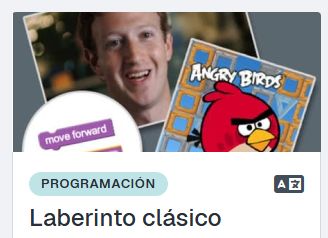 ANGRY BIRDS
move forward
PROGRAMACIÓN
A
Laberinto clásico